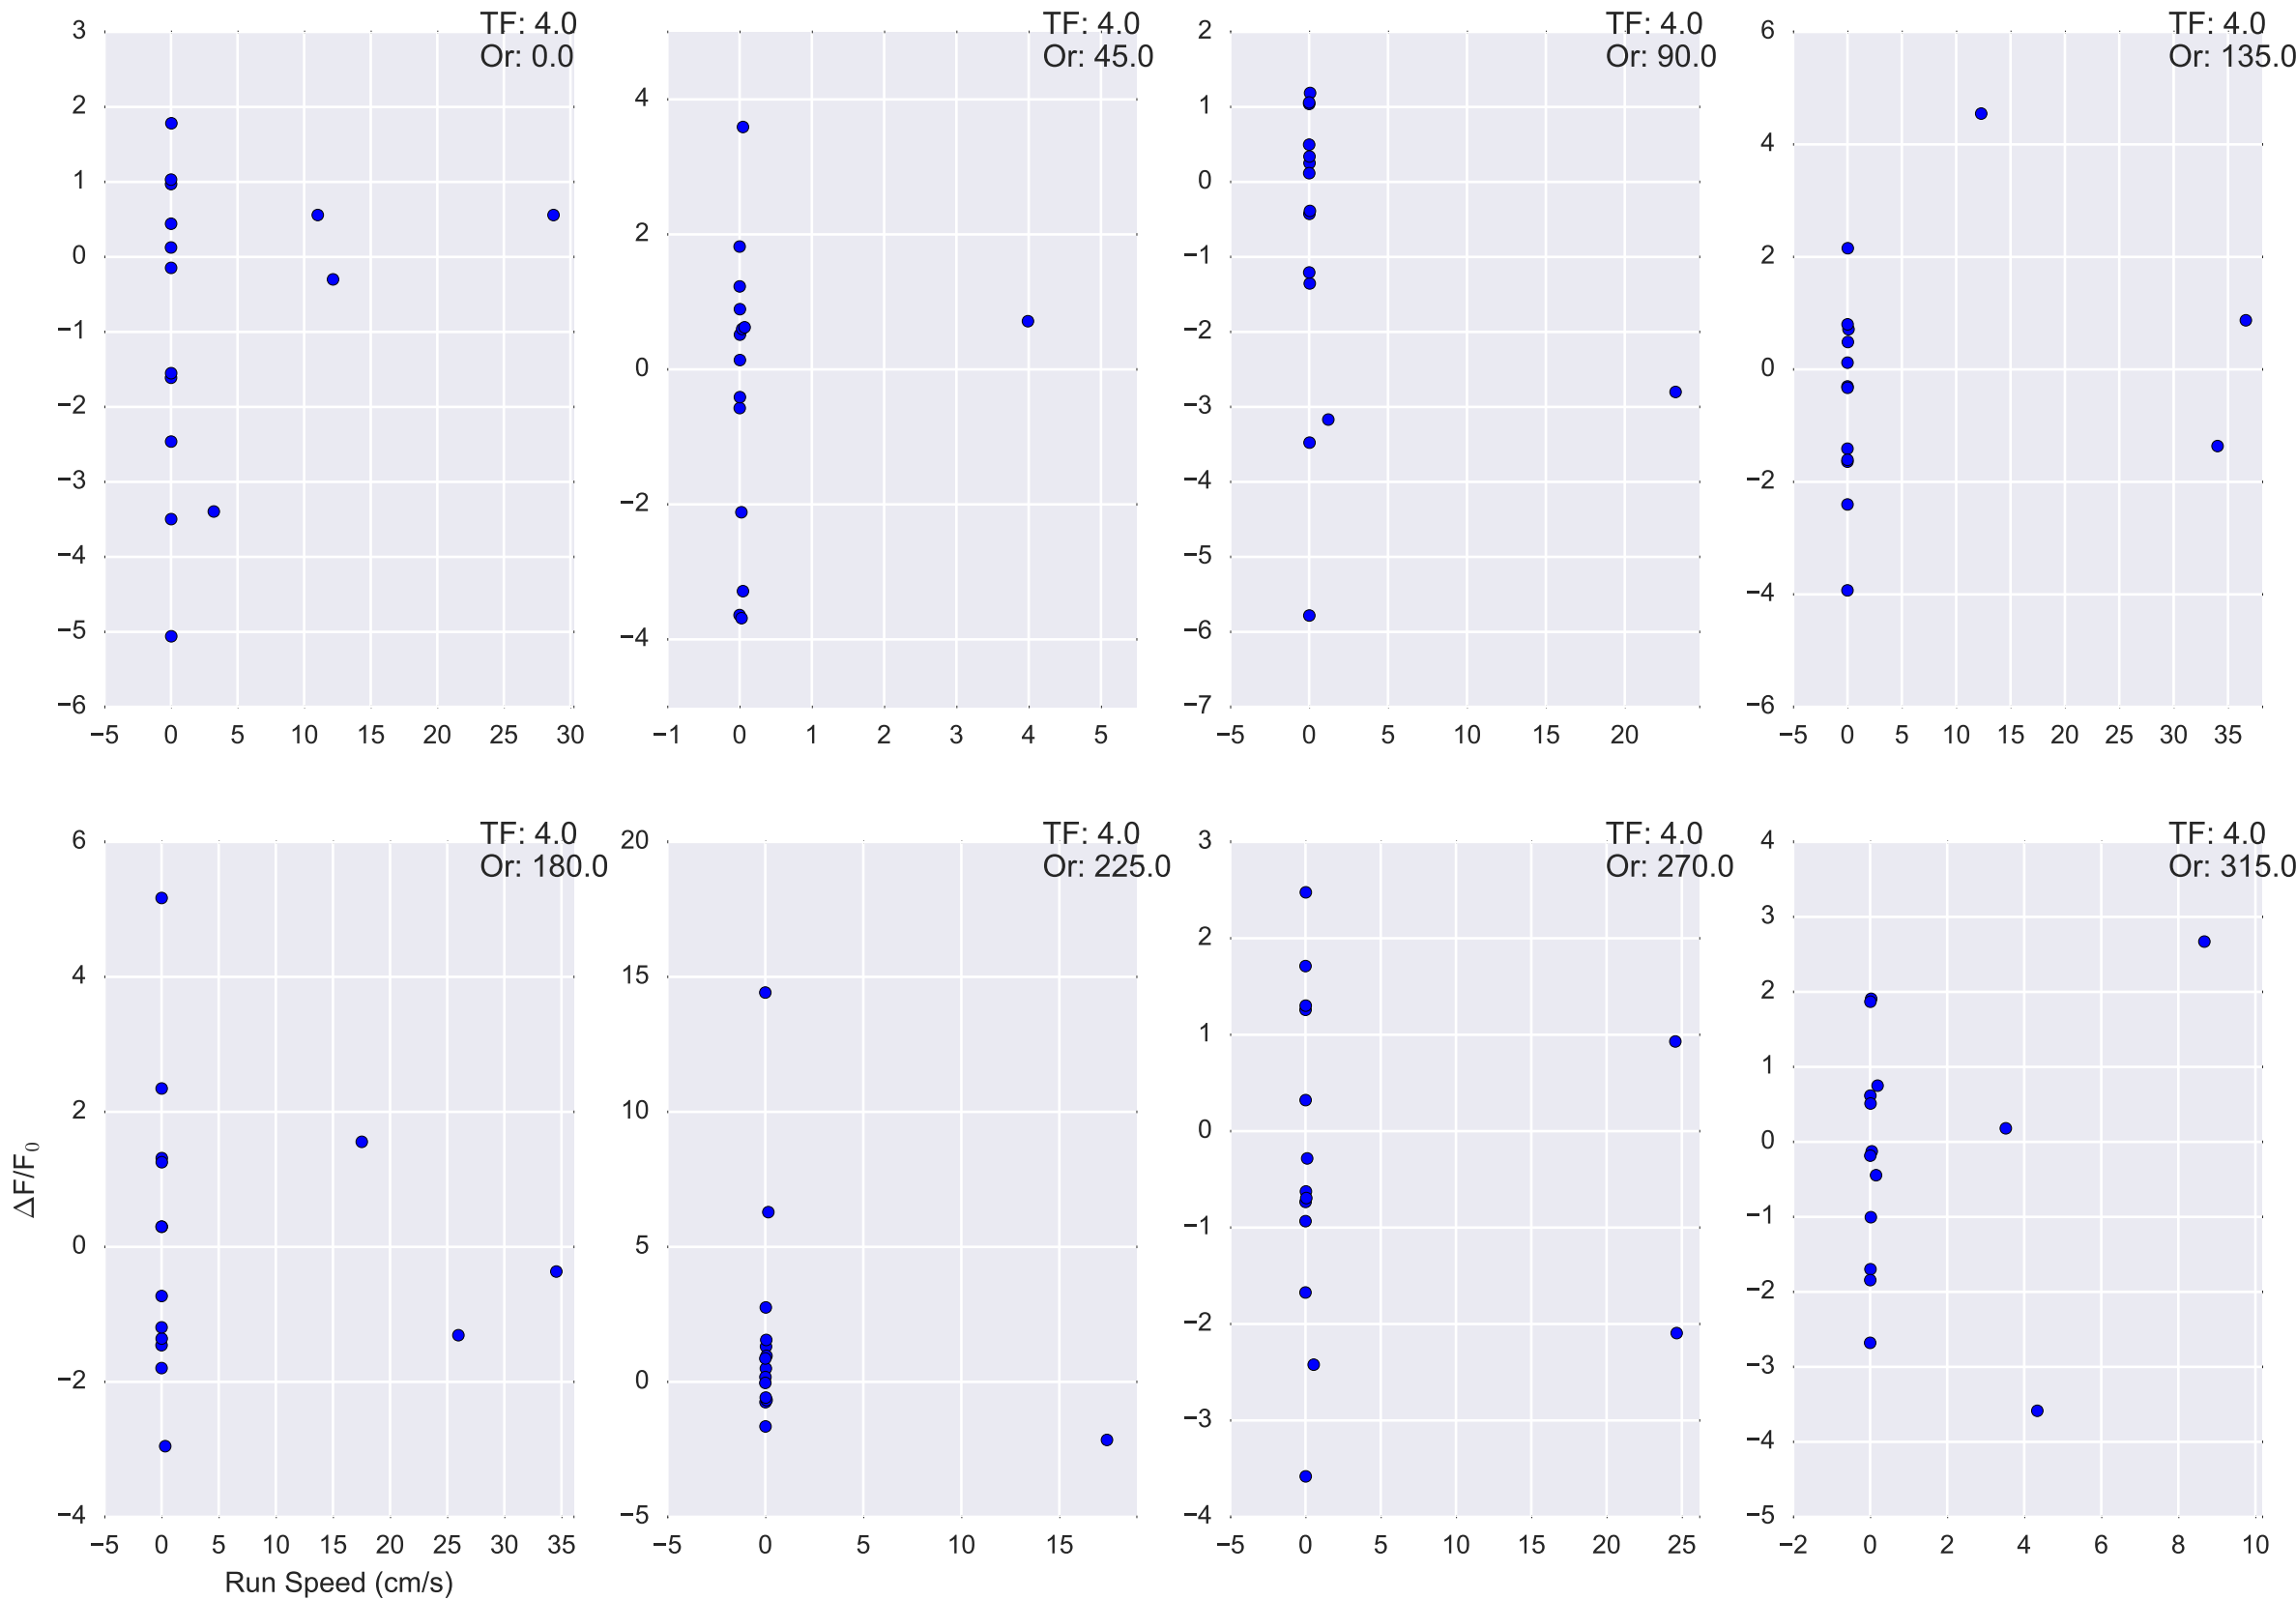 TF: 4.0
Or: 0.0
3
2
1
0
−1
−2
−3
−4
−5
−6
−5 0 5 10 15 20 25 30
TF: 4.0
Or: 45.0
4
2
0
−2
−4
−1 0 1 2 3 4 5
TF: 4.0
Or: 90.0
2
1
0
−1
−2
−3
−4
−5
−6
−7
−5 0 5 10 15 20
TF: 4.0
Or: 135.0
6
4
2
0
−2
−4
−6
−5 0 5 10 15 20 25 30 35
TF: 4.0
Or: 180.0
6
4
2
0
−2
−4
−5 0 5 10 15 20 25 30 35
ΔF/F₀
Run Speed (cm/s)
TF: 4.0
Or: 225.0
20
15
10
5
0
−5
−5 0 5 10 15
TF: 4.0
Or: 270.0
3
2
1
0
−1
−2
−3
−4
−5 0 5 10 15 20 25
TF: 4.0
Or: 315.0
4
3
2
1
0
−1
−2
−3
−4
−5
−2 0 2 4 6 8 10